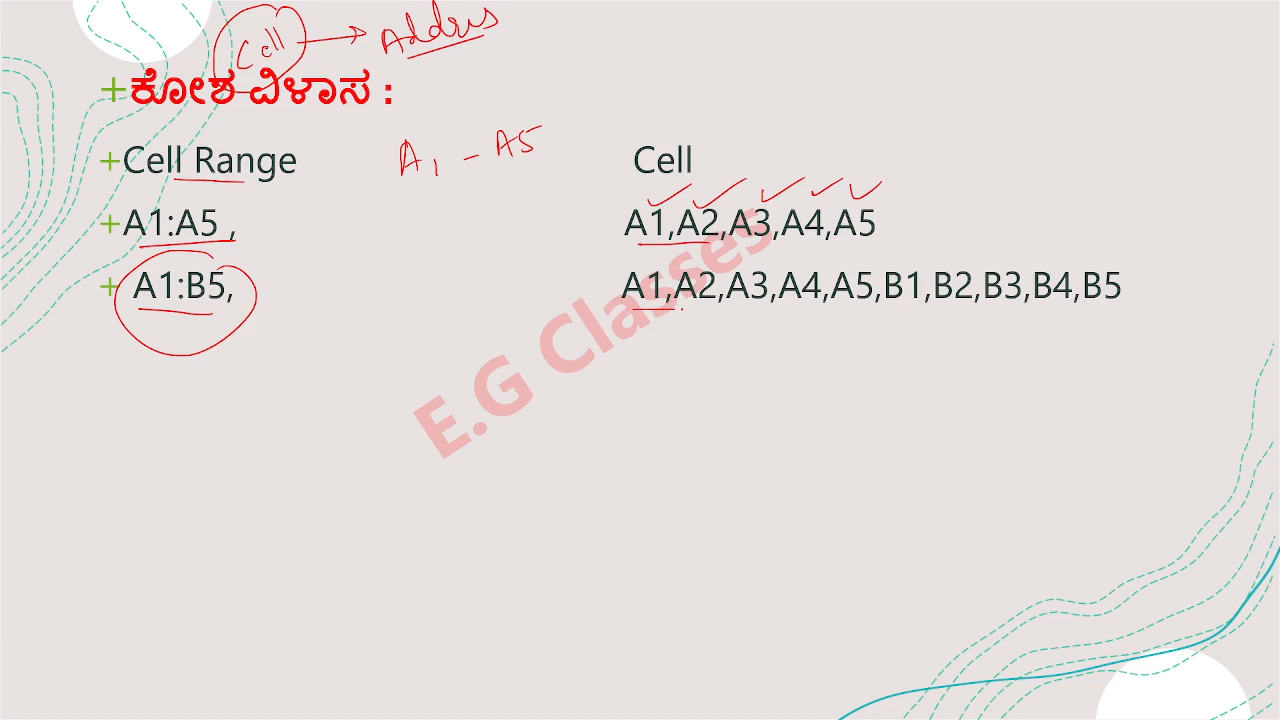 Cell → Address
+ಕೋಶ ವಿಳಾಸ :
+Cell Range A1 - A5 Cell
+A1:A5 , A1,A2,A3,A4,A5
+ A1:B5, A1,A2,A3,A4,A5,B1,B2,B3,B4,B5
E.G Classes